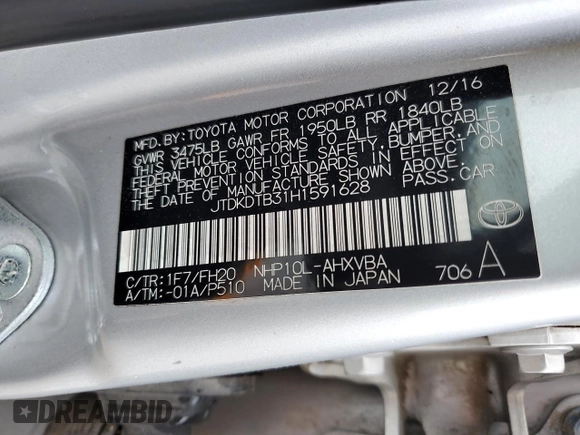 MFD.BY:TOYOTA MOTOR CORPORATION 12/16
GVWR 3475LB GAWR FR 1950LB RR 1840LB
THIS VEHICLE CONFORMS TO ALL APPLICABLE
FEDERAL MOTOR VEHICLE SAFETY,BUMPER,AND
THEFT PREVENTION STANDARDS IN EFFECT ON
THE DATE OF MANUFACTURE SHOWN ABOVE.
JTDKDTB31H1591628 PASS.CAR
TOYOTA
C/TR:1F7/FH20 NHP10L-AHXVBA
A/TM:-01A/P510 MADE IN JAPAN 706 A
DREAMBID